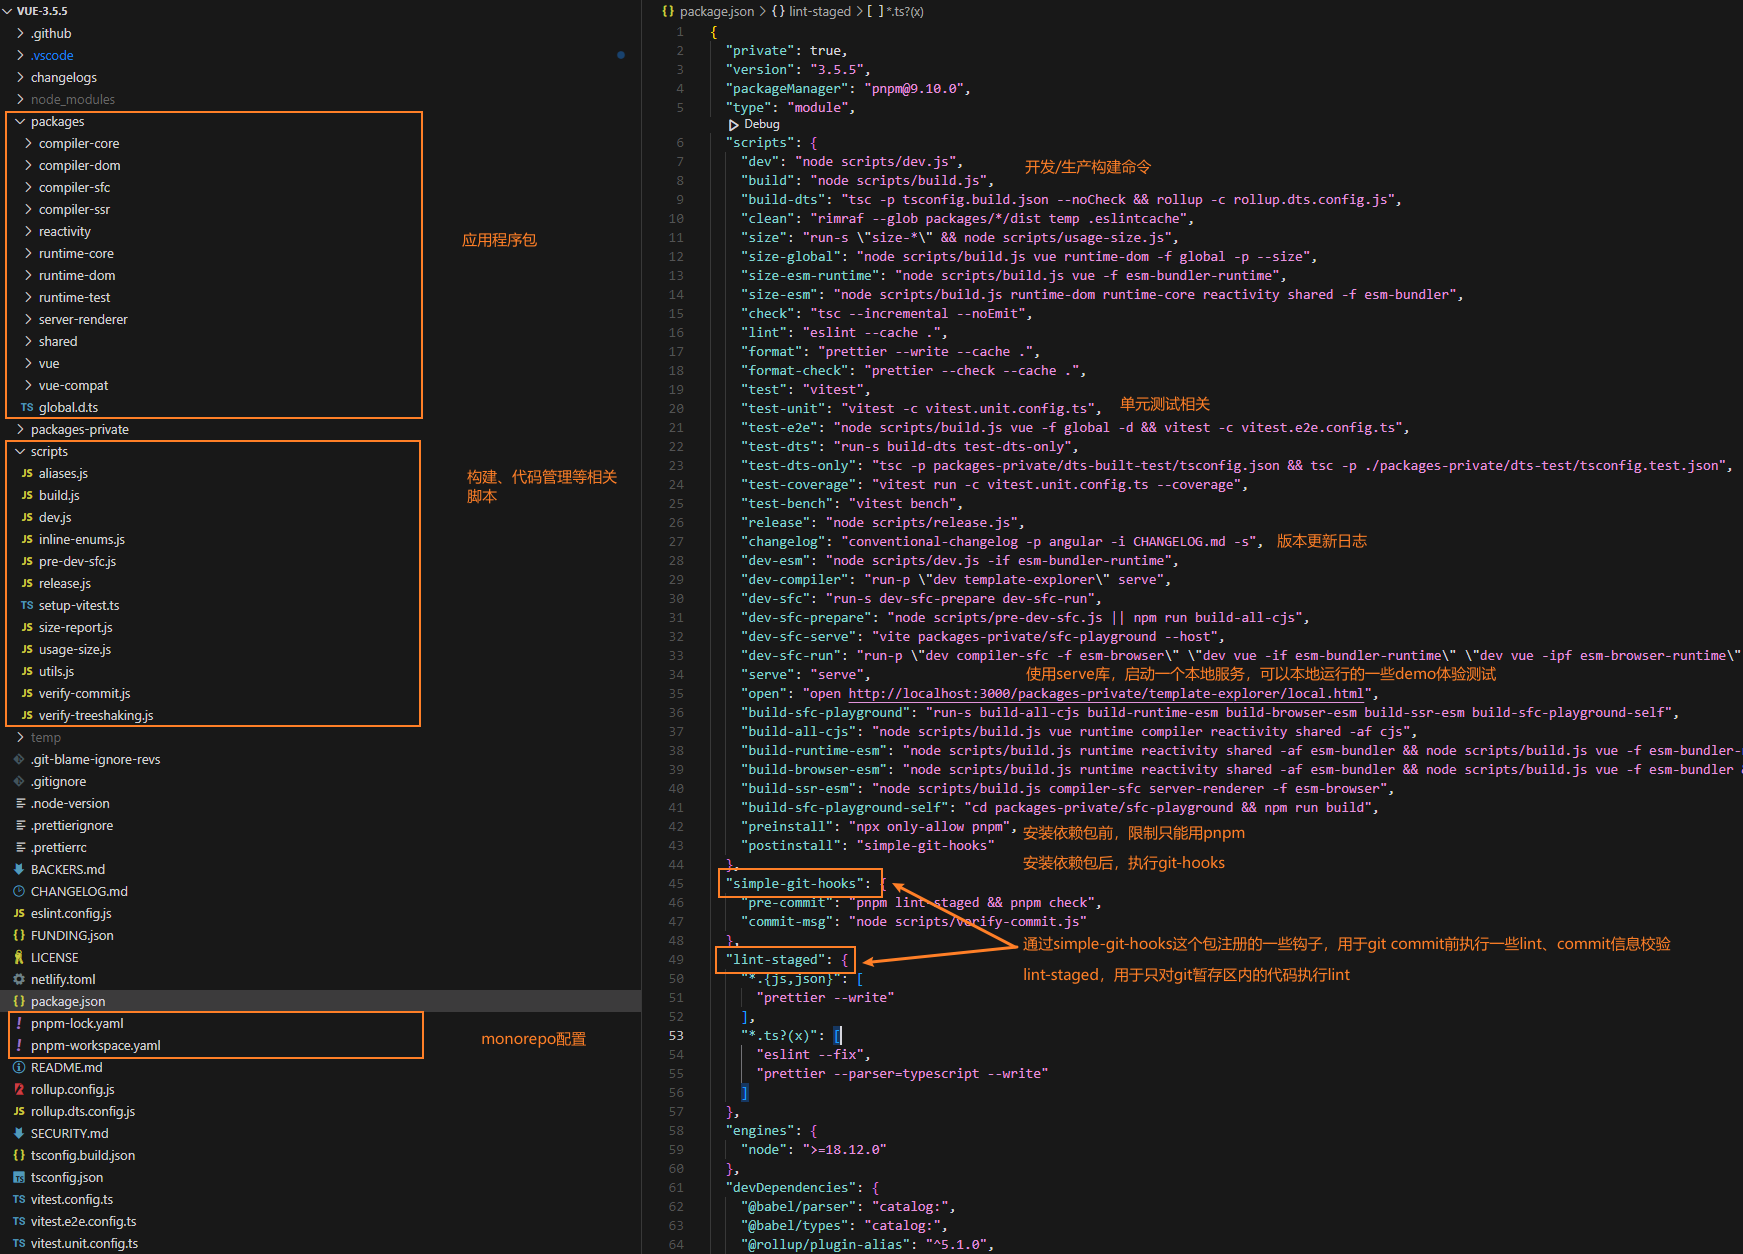 VUE-3.5.5
.github
.vscode
changelogs
node_modules
packages
compiler-core
compiler-dom
compiler-sfc
compiler-ssr
reactivity
runtime-core
runtime-dom
runtime-test
server-renderer
shared
vue
vue-compat
TS global.d.ts
应用程序包
packages-private
scripts
JS aliases.js
JS build.js
JS dev.js
JS inline-enums.js
JS pre-dev-sfc.js
JS release.js
TS setup-vitest.ts
JS size-report.js
JS usage-size.js
JS utils.js
JS verify-commit.js
JS verify-treeshaking.js
构建、代码管理等相关
脚本
temp
.git-blame-ignore-revs
.gitignore
.node-version
.prettierignore
.prettierrc
BACKERS.md
CHANGELOG.md
JS eslint.config.js
{} FUNDING.json
LICENSE
netlify.toml
{} package.json
! pnpm-lock.yaml
! pnpm-workspace.yaml
monorepo配置
README.md
rollup.config.js
JS rollup.dts.config.js
SECURITY.md
{} tsconfig.build.json
TS tsconfig.json
TS vitest.config.ts
TS vitest.e2e.config.ts
TS vitest.unit.config.ts
{} package.json > {} lint-staged > [ ] *.ts?(x)
1 {
2 "private": true,
3 "version": "3.5.5",
4 "packageManager": "pnpm@9.10.0",
5 "type": "module",
Debug
6 "scripts": {
7 "dev": "node scripts/dev.js",
开发/生产构建命令
8 "build": "node scripts/build.js",
9 "build-dts": "tsc -p tsconfig.build.json --noCheck && rollup -c rollup.dts.config.js",
10 "clean": "rimraf --glob packages/*/dist temp .eslintcache",
11 "size": "run-s \"size-*\" && node scripts/usage-size.js",
12 "size-global": "node scripts/build.js vue runtime-dom -f global -p --size",
13 "size-esm-runtime": "node scripts/build.js vue -f esm-bundler-runtime",
14 "size-esm": "node scripts/build.js runtime-dom runtime-core reactivity shared -f esm-bundler",
15 "check": "tsc --incremental --noEmit",
16 "lint": "eslint --cache .",
17 "format": "prettier --write --cache .",
18 "format-check": "prettier --check --cache .",
19 "test": "vitest",
20 "test-unit": "vitest -c vitest.unit.config.ts", 单元测试相关
21 "test-e2e": "node scripts/build.js vue -f global -d && vitest -c vitest.e2e.config.ts",
22 "test-dts": "run-s build-dts test-dts-only",
23 "test-dts-only": "tsc -p packages-private/dts-built-test/tsconfig.json && tsc -p ./packages-private/dts-test/tsconfig.test.json",
24 "test-coverage": "vitest run -c vitest.unit.config.ts --coverage",
25 "test-bench": "vitest bench",
26 "release": "node scripts/release.js",
27 "changelog": "conventional-changelog -p angular -i CHANGELOG.md -s", 版本更新日志
28 "dev-esm": "node scripts/dev.js -if esm-bundler-runtime",
29 "dev-compiler": "run-p \"dev template-explorer\" serve",
30 "dev-sfc": "run-s dev-sfc-prepare dev-sfc-run",
31 "dev-sfc-prepare": "node scripts/pre-dev-sfc.js || npm run build-all-cjs",
32 "dev-sfc-serve": "vite packages-private/sfc-playground --host",
33 "dev-sfc-run": "run-p \"dev compiler-sfc -f esm-browser\" \"dev vue -if esm-bundler-runtime\" \"dev vue -ipf esm-browser-runtime\"
34 "serve": "serve", 使用serve库，启动一个本地服务，可以本地运行的一些demo体验测试
35 "open": "open http://localhost:3000/packages-private/template-explorer/local.html",
36 "build-sfc-playground": "run-s build-all-cjs build-runtime-esm build-browser-esm build-ssr-esm build-sfc-playground-self",
37 "build-all-cjs": "node scripts/build.js vue runtime compiler reactivity shared -af cjs",
38 "build-runtime-esm": "node scripts/build.js runtime reactivity shared -af esm-bundler && node scripts/build.js vue -f esm-bundler-
39 "build-browser-esm": "node scripts/build.js runtime reactivity shared -af esm-bundler && node scripts/build.js vue -f esm-bundler &
40 "build-ssr-esm": "node scripts/build.js compiler-sfc server-renderer -f esm-browser",
41 "build-sfc-playground-self": "cd packages-private/sfc-playground && npm run build",
42 "preinstall": "npx only-allow pnpm", 安装依赖包前，限制只能用pnpm
43 "postinstall": "simple-git-hooks"
安装依赖包后，执行git-hooks
44 },
45 "simple-git-hooks": {
46 "pre-commit": "pnpm lint-staged && pnpm check",
47 "commit-msg": "node scripts/verify-commit.js"
48 },
通过simple-git-hooks这个包注册的一些钩子，用于git commit前执行一些lint、commit信息校验
49 "lint-staged": {
lint-staged，用于只对git暂存区内的代码执行lint
50 "*.{js,json}": [
51 "prettier --write"
52 ],
53 "*.ts?(x)": [
54 "eslint --fix",
55 "prettier --parser=typescript --write"
56 ]
57 },
58 "engines": {
59 "node": ">=18.12.0"
60 },
61 "devDependencies": {
62 "@babel/parser": "catalog:",
63 "@babel/types": "catalog:",
64 "@rollup/plugin-alias": "^5.1.0",